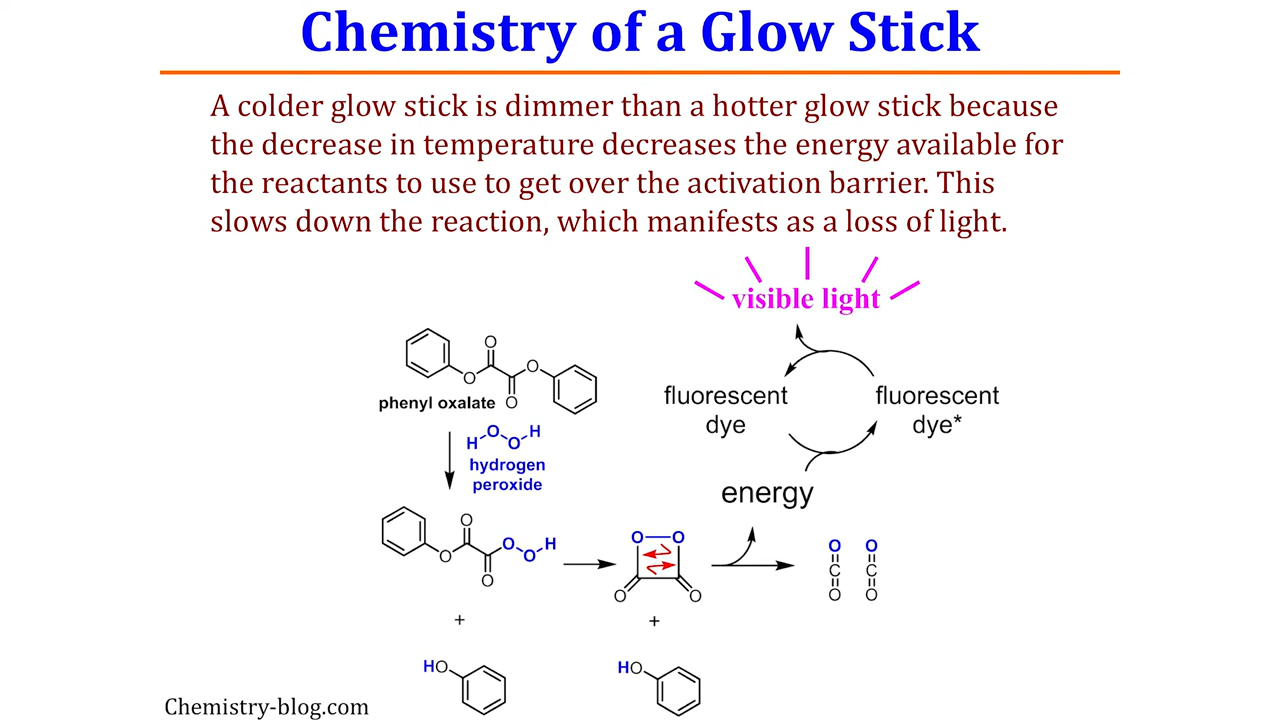 Chemistry of a Glow Stick
A colder glow stick is dimmer than a hotter glow stick because
the decrease in temperature decreases the energy available for
the reactants to use to get over the activation barrier. This
slows down the reaction, which manifests as a loss of light.
visible light
O
O
O
O
phenyl oxalate
fluorescent
dye
fluorescent
dye*
H O O H
hydrogen
peroxide
energy
O
O
O
O
O
H
O O
O O
O O
C C
O O
+
+
HO
HO
Chemistry-blog.com